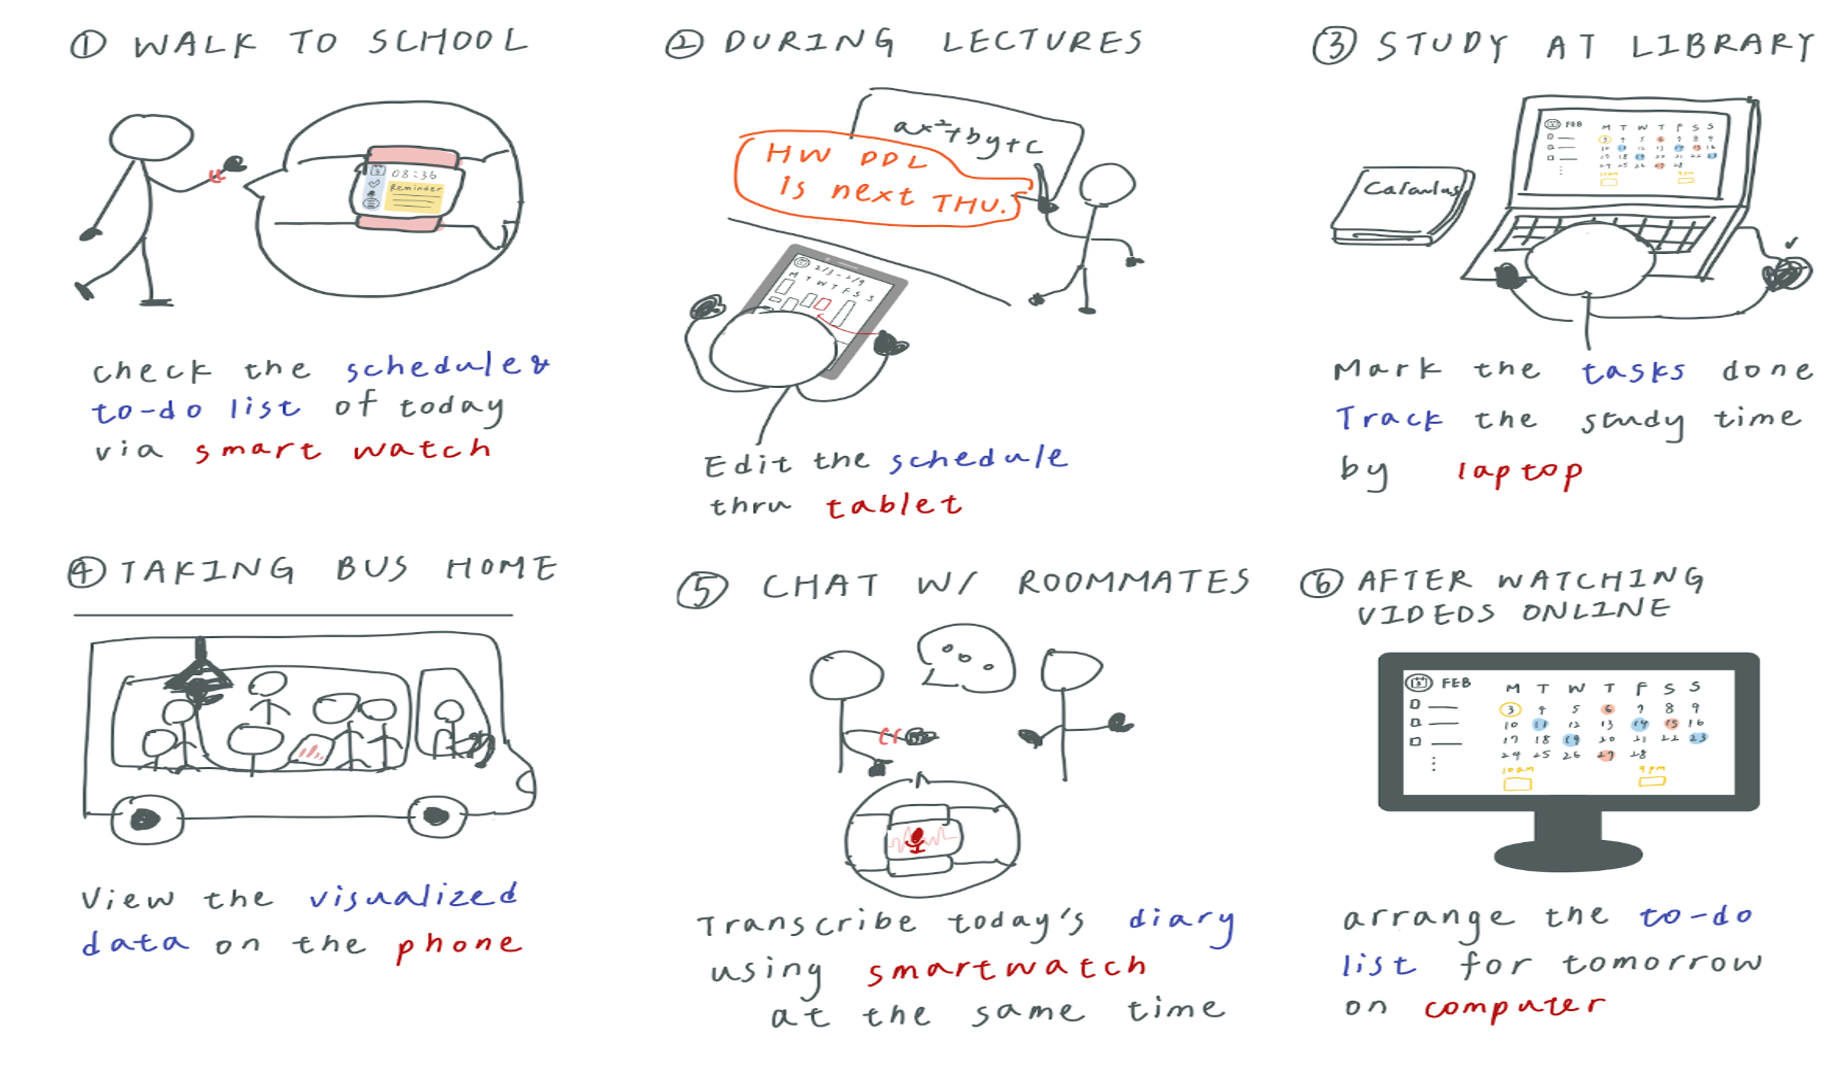 ① WALK TO SCHOOL
08:36
Reminder
check the schedule &
to-do list of today
via smart watch
② DURING LECTURES
ax²+by+c
HW DDL
is next THU.
2/3-2/9
M T W T F S S
Edit the schedule
thru tablet
③ STUDY AT LIBRARY
Calculus
FEB
M T W T F S S
Mark the tasks done
Track the study time
by laptop
④ TAKING BUS HOME
View the visualized
data on the phone
⑤ CHAT W/ ROOMMATES
Transcribe today's diary
using smartwatch
at the same time
⑥ AFTER WATCHING
VIDEOS ONLINE
FEB
M T W T F S S
3 4 5 6 7 8 9
10 11 12 13 14 15 16
17 18 19 20 21 22 23
24 25 26 27 28
10am 9pm
arrange the to-do
list for tomorrow
on computer